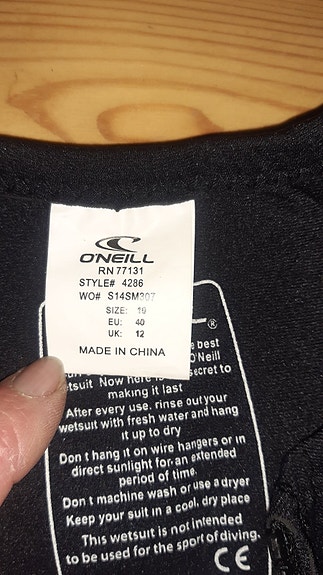 O'NEILL
RN 77131
STYLE# 4286
WO# S14SM307
SIZE: 19
EU: 40
UK: 12
MADE IN CHINA
®
best
O'Neill
etsuit Now here secret to
making it last
After every use. rinse out your
wetsuit with fresh water and hang
it up to dry
Don t hang it on wire hangers or in
direct sunlight for an extended
period of time.
Don t machine wash or use a dryer
Keep your suit in a cool, dry place
This wetsuit is not intended
to be used for the sport of diving.
CE